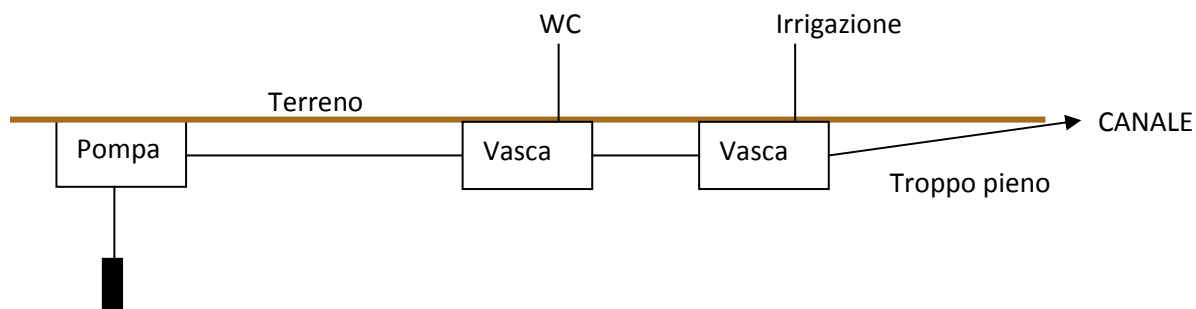 WC
Irrigazione
Terreno
CANALE
Pompa
Vasca
Vasca
Troppo pieno